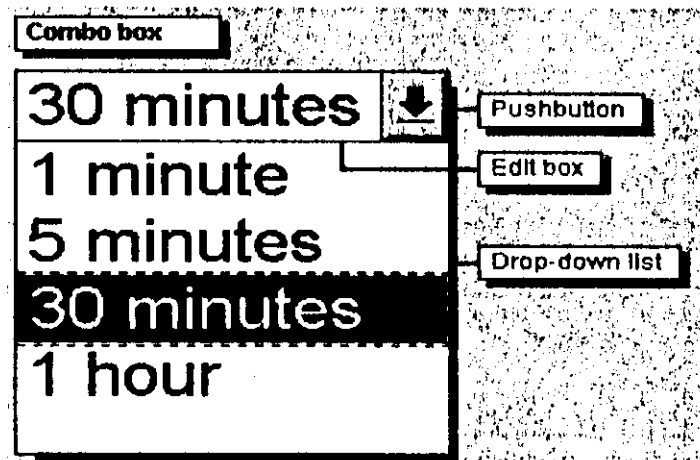 Combo box
30 minutes
Pushbutton
1 minute
Edit box
5 minutes
Drop-down list
30 minutes
1 hour